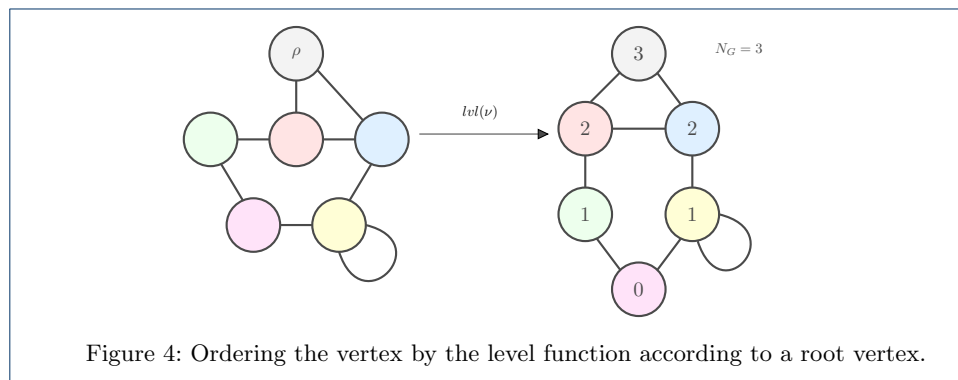 ρ
lvl(ν)
3
N_G = 3
2
2
1
1
0
Figure 4: Ordering the vertex by the level function according to a root vertex.